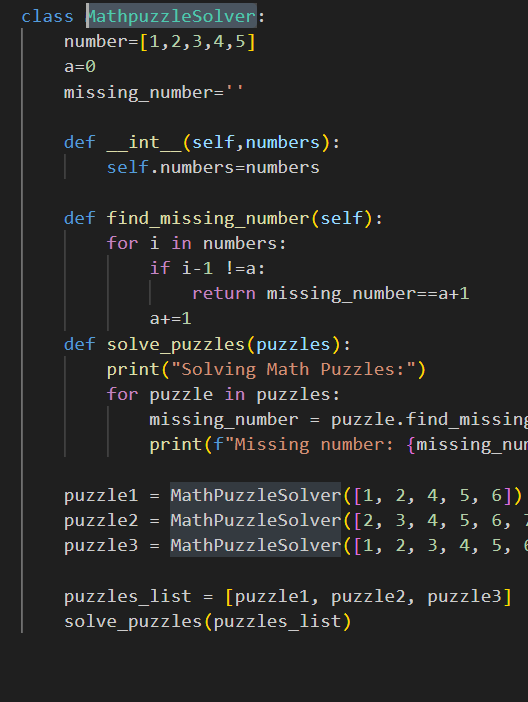 class MathpuzzleSolver:
    number=[1,2,3,4,5]
    a=0
    missing_number=''

    def __int__(self,numbers):
        self.numbers=numbers

    def find_missing_number(self):
        for i in numbers:
            if i-1 !=a:
                return missing_number==a+1
            a+=1
    def solve_puzzles(puzzles):
        print("Solving Math Puzzles:")
        for puzzle in puzzles:
            missing_number = puzzle.find_missing
            print(f"Missing number: {missing_num

    puzzle1 = MathPuzzleSolver([1, 2, 4, 5, 6])
    puzzle2 = MathPuzzleSolver([2, 3, 4, 5, 6, 7
    puzzle3 = MathPuzzleSolver([1, 2, 3, 4, 5, 6

    puzzles_list = [puzzle1, puzzle2, puzzle3]
    solve_puzzles(puzzles_list)